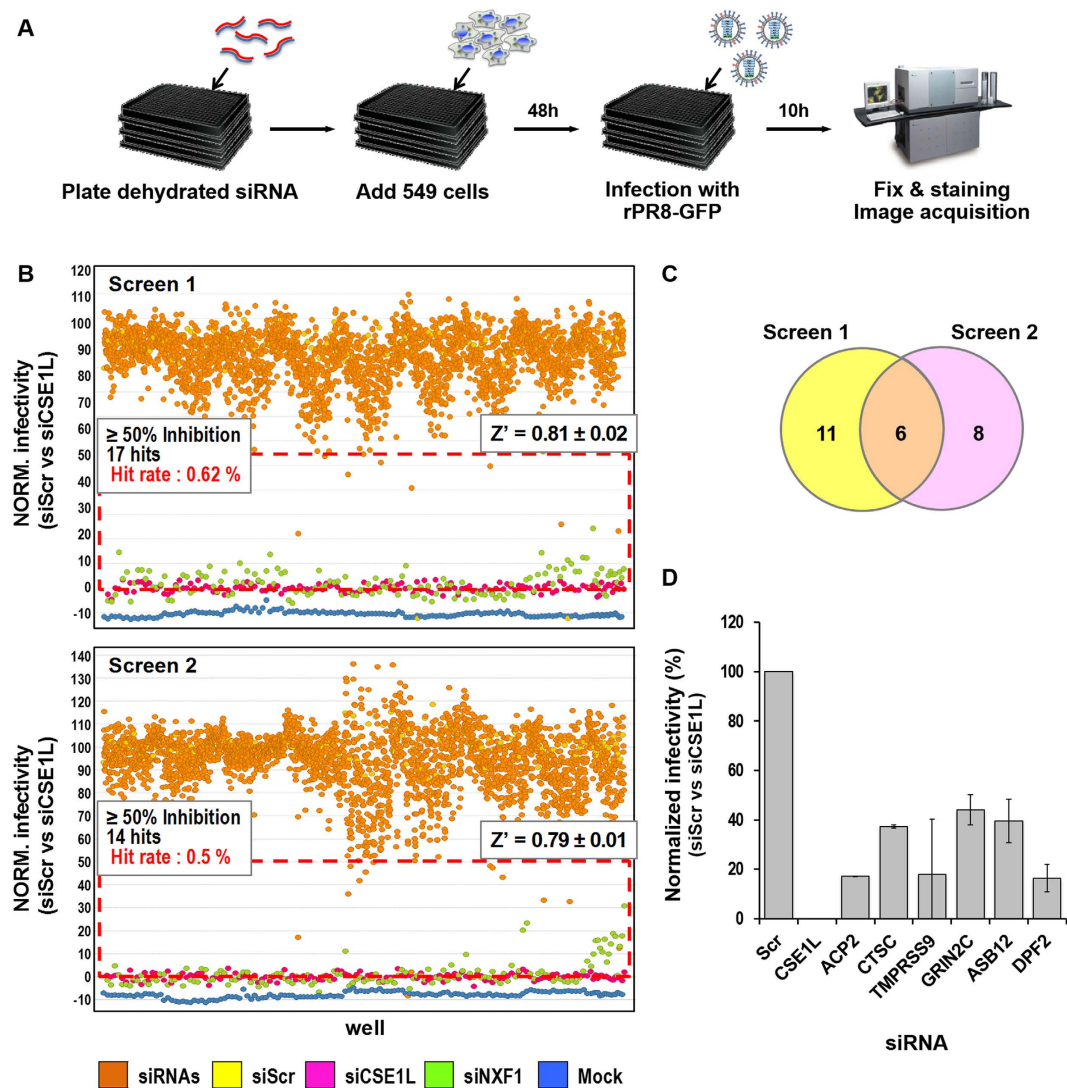 A
48h
10h
Plate dehydrated siRNA
Add 549 cells
Infection with
rPR8-GFP
Fix & staining
Image acquisition
B
NORM. infectivity
(siScr vs siCSE1L)
120
110
100
90
80
70
60
50
40
30
20
10
0
-10
Screen 1
≥ 50% Inhibition
17 hits
Hit rate : 0.62 %
Z' = 0.81 ± 0.02
NORM. infectivity
(siScr vs siCSE1L)
140
130
120
110
100
90
80
70
60
50
40
30
20
10
0
-10
Screen 2
≥ 50% Inhibition
14 hits
Hit rate : 0.5 %
Z' = 0.79 ± 0.01
well
siRNAs
siScr
siCSE1L
siNXF1
Mock
C
Screen 1
Screen 2
11
6
8
D
Normalized infectivity (%)
(siScr vs siCSE1L)
120
100
80
60
40
20
0
Scr
CSE1L
ACP2
CTSC
TMPRSS9
GRIN2C
ASB12
DPF2
siRNA